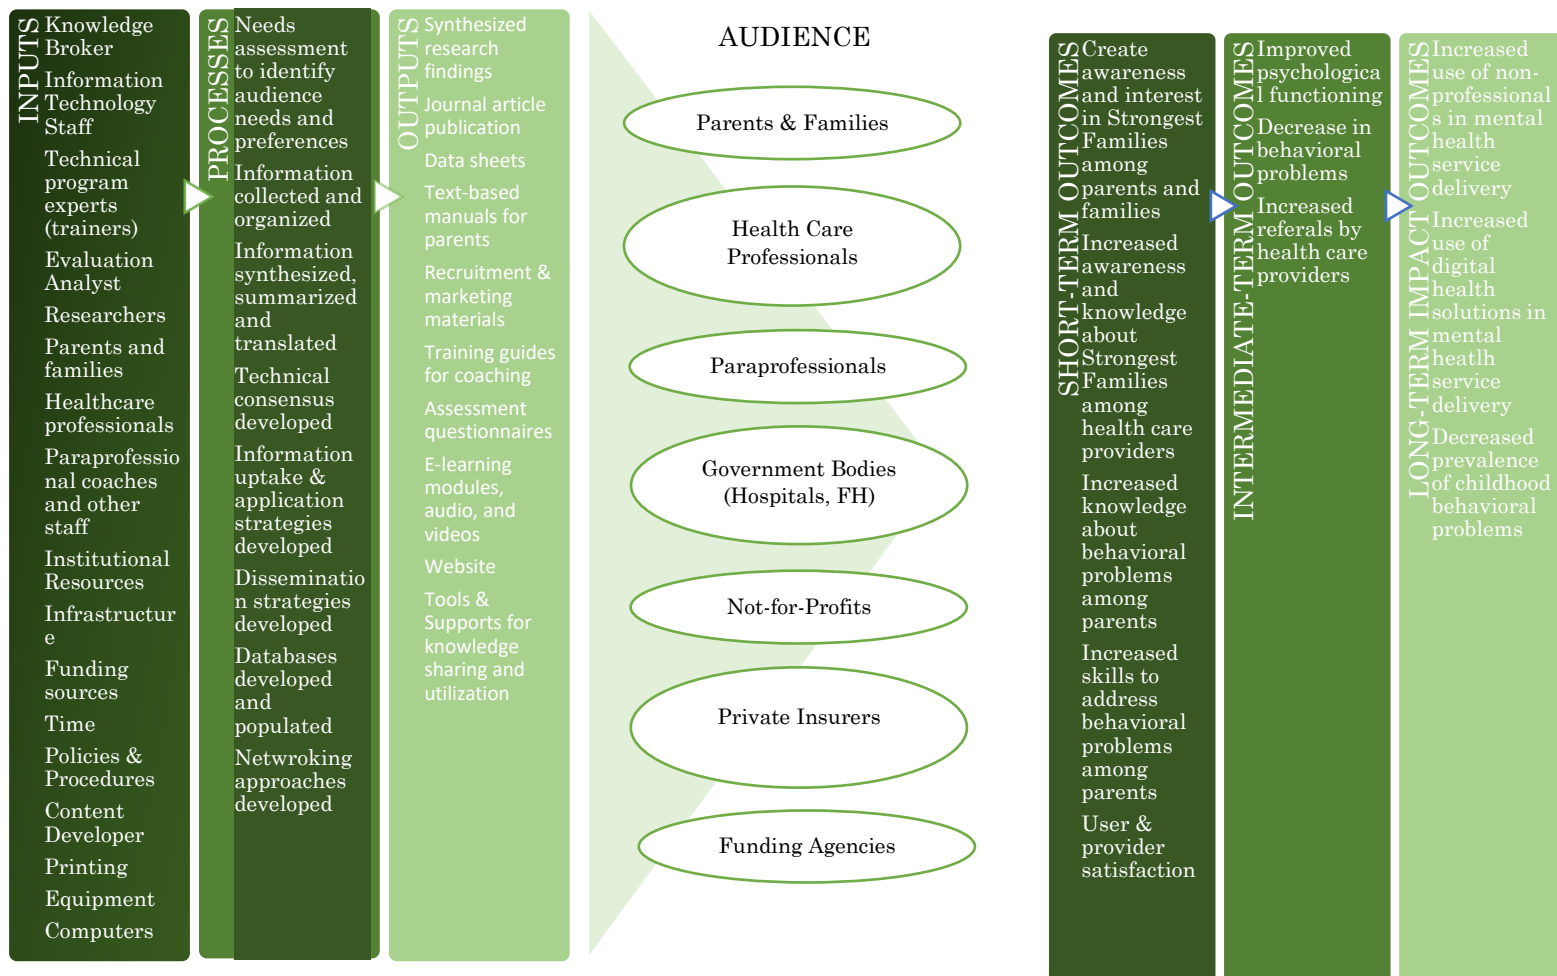 INPUTS
Knowledge
Broker
Information
Technology
Staff
Technical
program
experts
(trainers)
Evaluation
Analyst
Researchers
Parents and
families
Healthcare
professionals
Paraprofessio
nal coaches
and other
staff
Institutional
Resources
Infrastructur
e
Funding
sources
Time
Policies &
Procedures
Content
Developer
Printing
Equipment
Computers
PROCESSES
Needs
assessment
to identify
audience
needs and
preferences
Information
collected and
organized
Information
synthesized,
summarized
and
translated
Technical
consensus
developed
Information
uptake &
application
strategies
developed
Disseminatio
n strategies
developed
Databases
developed
and
populated
Netwroking
approaches
developed
OUTPUTS
Synthesized
research
findings
Journal article
publication
Data sheets
Text-based
manuals for
parents
Recruitment &
marketing
materials
Training guides
for coaching
Assessment
questionnaires
E-learning
modules,
audio, and
videos
Website
Tools &
Supports for
knowledge
sharing and
utilization
AUDIENCE
Parents & Families
Health Care
Professionals
Paraprofessionals
Government Bodies
(Hospitals, FH)
Not-for-Profits
Private Insurers
Funding Agencies
SHORT-TERM OUTCOMES
Create
awareness
and interest
in Strongest
Families
among
parents and
families
Increased
awareness
and
knowledge
about
Strongest
Families
among
health care
providers
Increased
knowledge
about
behavioral
problems
among
parents
Increased
skills to
address
behavioral
problems
among
parents
User &
provider
satisfaction
INTERMEDIATE-TERM OUTCOMES
Improved
psychologica
l functioning
Decrease in
behavioral
problems
Increased
referals by
health care
providers
LONG-TERM IMPACT OUTCOMES
Increased
use of non-
professional
s in mental
health
service
delivery
Increased
use of
digital
health
solutions in
mental
heatlh
service
delivery
Decreased
prevalence
of childhood
behavioral
problems